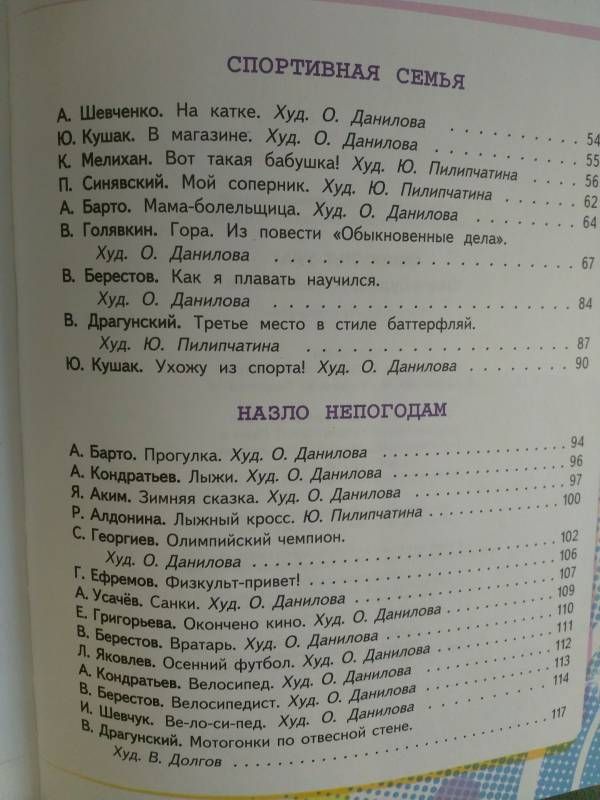 СПОРТИВНАЯ СЕМЬЯ
А. Шевченко. На катке. Худ. О. Данилова . . . . . . . . . . 54
Ю. Кушак. В магазине. Худ. О. Данилова . . . . . . . . . . 55
К. Мелихан. Вот такая бабушка! Худ. Ю. Пилипчатина . . . . . 56
П. Синявский. Мой соперник. Худ. Ю. Пилипчатина . . . . . . 62
А. Барто. Мама-болельщица. Худ. О. Данилова . . . . . . . . 64
В. Голявкин. Гора. Из повести «Обыкновенные дела».
Худ. О. Данилова . . . . . . . . . . . . . . . . . . 67
В. Берестов. Как я плавать научился.
Худ. О. Данилова . . . . . . . . . . . . . . . . . . 84
В. Драгунский. Третье место в стиле баттерфляй.
Худ. Ю. Пилипчатина . . . . . . . . . . . . . . . . . 87
Ю. Кушак. Ухожу из спорта! Худ. О. Данилова . . . . . . . . 90
НАЗЛО НЕПОГОДАМ
А. Барто. Прогулка. Худ. О. Данилова . . . . . . . . . . . 94
А. Кондратьев. Лыжи. Худ. О. Данилова . . . . . . . . . . . 96
Я. Аким. Зимняя сказка. Худ. О. Данилова . . . . . . . . . . 97
Р. Алдонина. Лыжный кросс. Ю. Пилипчатина . . . . . . . . . 100
С. Георгиев. Олимпийский чемпион.
Худ. О. Данилова . . . . . . . . . . . . . . . . . . 102
Г. Ефремов. Физкульт-привет! . . . . . . . . . . . . . . . 106
А. Усачёв. Санки. Худ. О. Данилова . . . . . . . . . . . . 107
Е. Григорьева. Окончено кино. Худ. О. Данилова . . . . . . . 109
В. Берестов. Вратарь. Худ. О. Данилова . . . . . . . . . . 110
Л. Яковлев. Осенний футбол. Худ. О. Данилова . . . . . . . . 111
А. Кондратьев. Велосипед. Худ. О. Данилова . . . . . . . . . 112
В. Берестов. Велосипедист. Худ. О. Данилова . . . . . . . . 113
И. Шевчук. Ве-ло-си-пед. Худ. О. Данилова . . . . . . . . . 114
В. Драгунский. Мотогонки по отвесной стене.
Худ. В. Долгов . . . . . . . . . . . . . . . . . . . 117